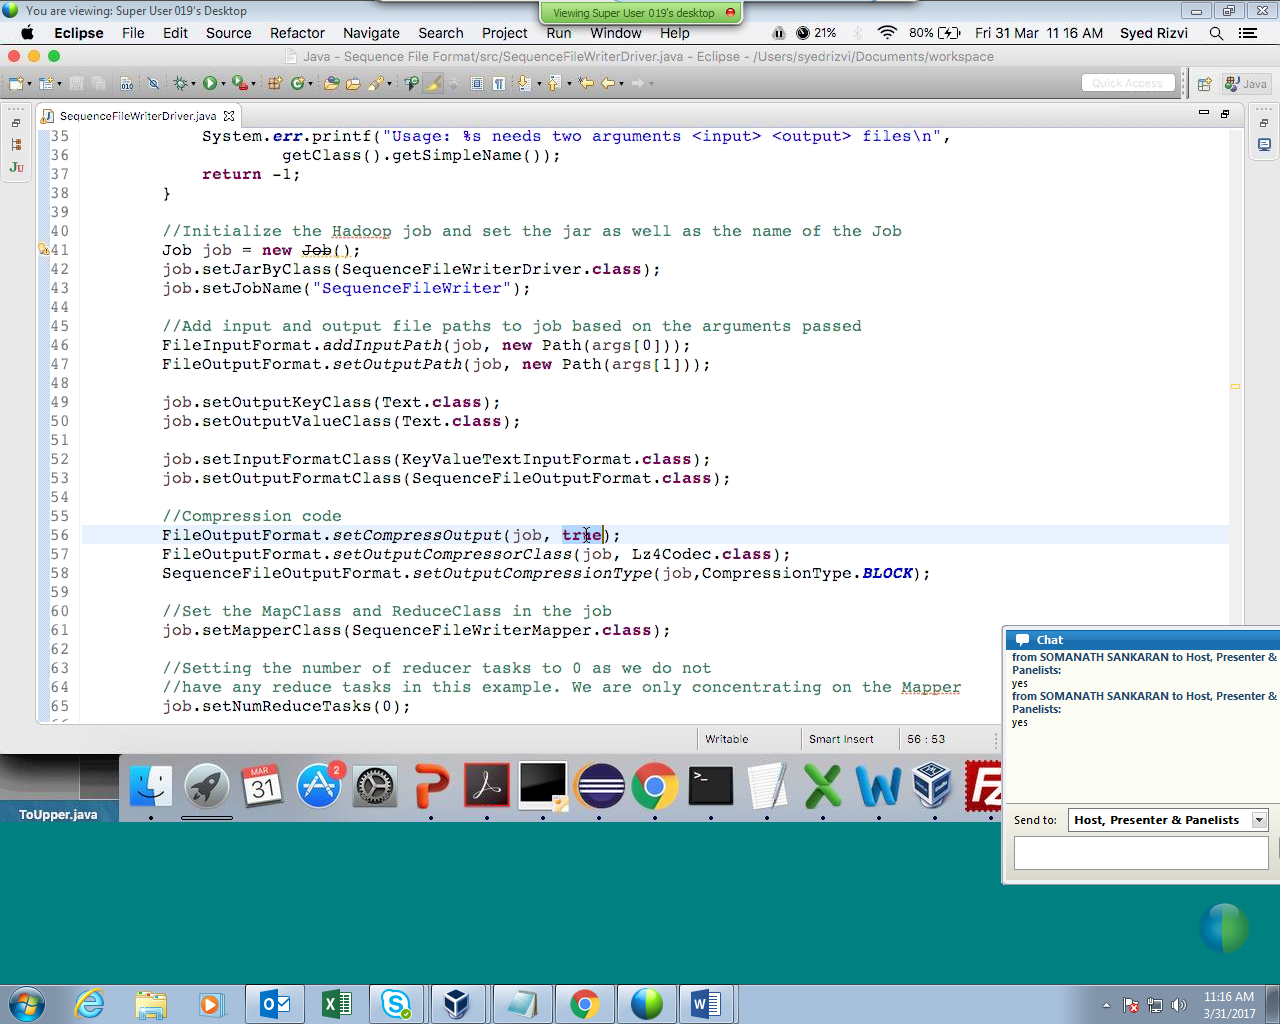 You are viewing: Super User 019's Desktop
Viewing Super User 019's desktop
Eclipse File Edit Source Refactor Navigate Search Project Run Window Help 21% 80% Fri 31 Mar 11 16 AM Syed Rizvi
Java - Sequence File Format/src/SequenceFileWriterDriver.java - Eclipse - /Users/syedrizvi/Documents/workspace
Quick Access Java
SequenceFileWriterDriver.java
35 System.err.printf("Usage: %s needs two arguments <input> <output> files\n",
36 getClass().getSimpleName());
37 return -1;
38 }
39
40 //Initialize the Hadoop job and set the jar as well as the name of the Job
41 Job job = new Job();
42 job.setJarByClass(SequenceFileWriterDriver.class);
43 job.setJobName("SequenceFileWriter");
44
45 //Add input and output file paths to job based on the arguments passed
46 FileInputFormat.addInputPath(job, new Path(args[0]));
47 FileOutputFormat.setOutputPath(job, new Path(args[1]));
48
49 job.setOutputKeyClass(Text.class);
50 job.setOutputValueClass(Text.class);
51
52 job.setInputFormatClass(KeyValueTextInputFormat.class);
53 job.setOutputFormatClass(SequenceFileOutputFormat.class);
54
55 //Compression code
56 FileOutputFormat.setCompressOutput(job, true);
57 FileOutputFormat.setOutputCompressorClass(job, Lz4Codec.class);
58 SequenceFileOutputFormat.setOutputCompressionType(job,CompressionType.BLOCK);
59
60 //Set the MapClass and ReduceClass in the job
61 job.setMapperClass(SequenceFileWriterMapper.class);
62
63 //Setting the number of reducer tasks to 0 as we do not
64 //have any reduce tasks in this example. We are only concentrating on the Mapper
65 job.setNumReduceTasks(0);
Writable Smart Insert 56 : 53
Chat
from SOMANATH SANKARAN to Host, Presenter &
Panelists:
yes
from SOMANATH SANKARAN to Host, Presenter &
Panelists:
yes
Send to: Host, Presenter & Panelists
MAR
31
2
ToUpper.java
11:16 AM
3/31/2017